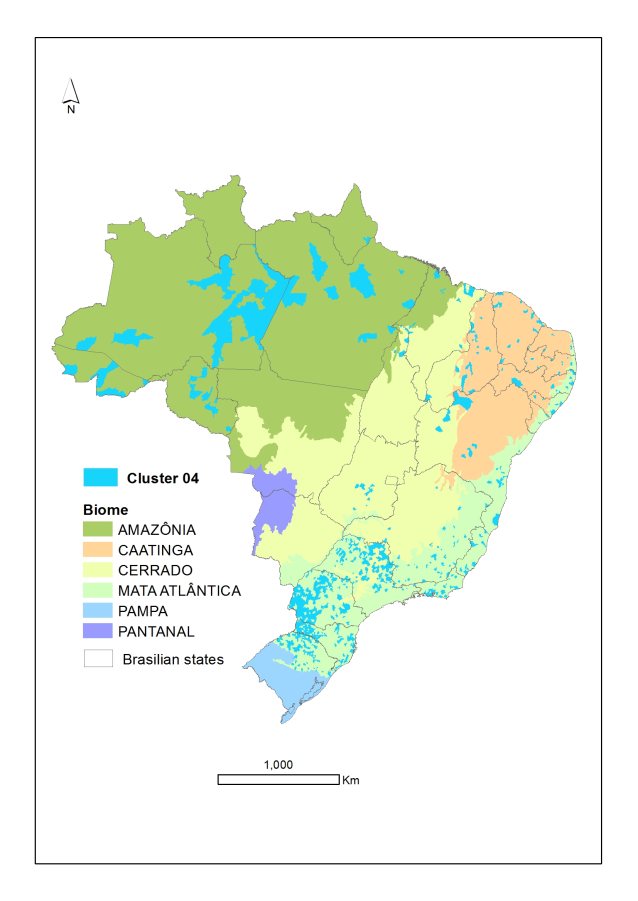 N
Cluster 04
Biome
AMAZÔNIA
CAATINGA
CERRADO
MATA ATLÂNTICA
PAMPA
PANTANAL
Brasilian states
1,000
Km